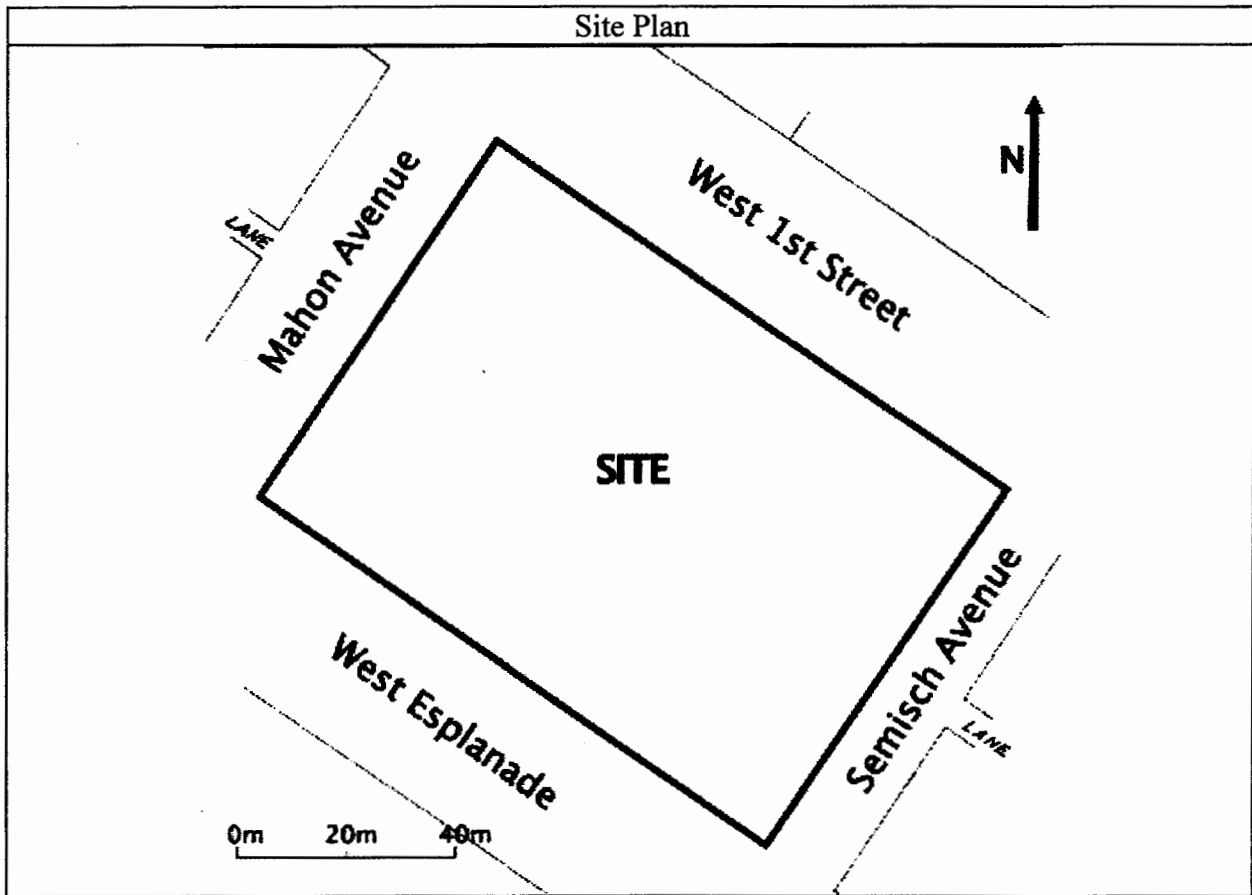 Site Plan
N
West 1st Street
Mahon Avenue
LANE
SITE
Semisch Avenue
LANE
West Esplanade
0m 20m 40m